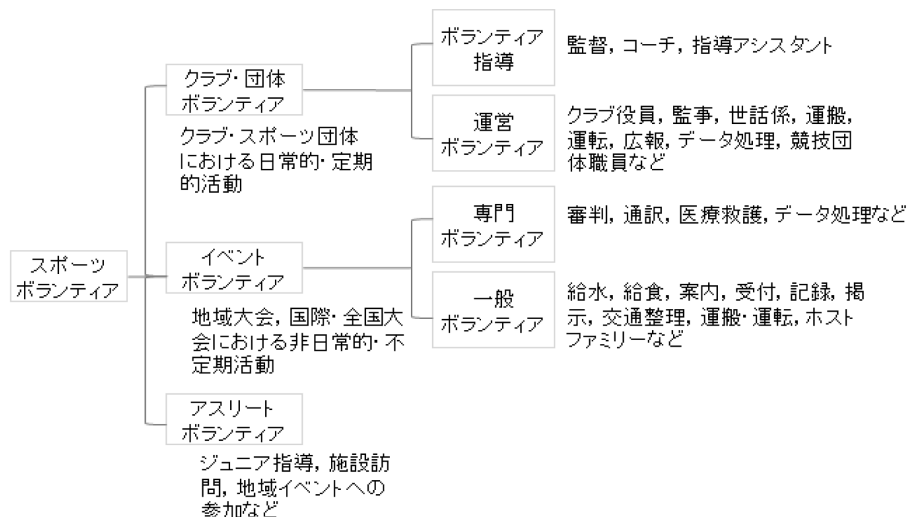 スポーツ
ボランティア
クラブ・団体
ボランティア
クラブ・スポーツ団体
における日常的・定期
的活動
ボランティア
指導
監督，コーチ，指導アシスタント
運営
ボランティア
クラブ役員，監事，世話係，運搬，
運転，広報，データ処理，競技団
体職員など
イベント
ボランティア
地域大会，国際・全国大
会における非日常的・不
定期活動
専門
ボランティア
審判，通訳，医療救護，データ処理など
一般
ボランティア
給水，給食，案内，受付，記録，掲
示，交通整理，運搬・運転，ホスト
ファミリーなど
アスリート
ボランティア
ジュニア指導，施設訪
問，地域イベントへの
参加など